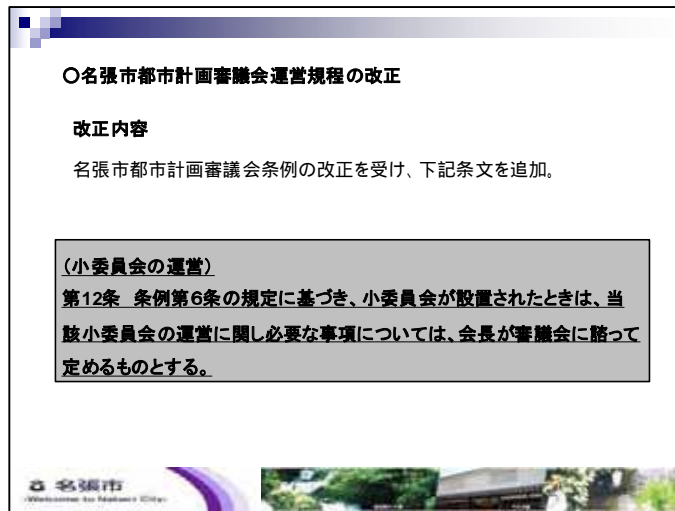 〇名張市都市計画審議会運営規程の改正
改正内容
名張市都市計画審議会条例の改正を受け、下記条文を追加。
(小委員会の運営)
第12条 条例第6条の規定に基づき、小委員会が設置されたときは、当
該小委員会の運営に関し必要な事項については、会長が審議会に諮って
定めるものとする。
名張市
Welcome to Nabari City